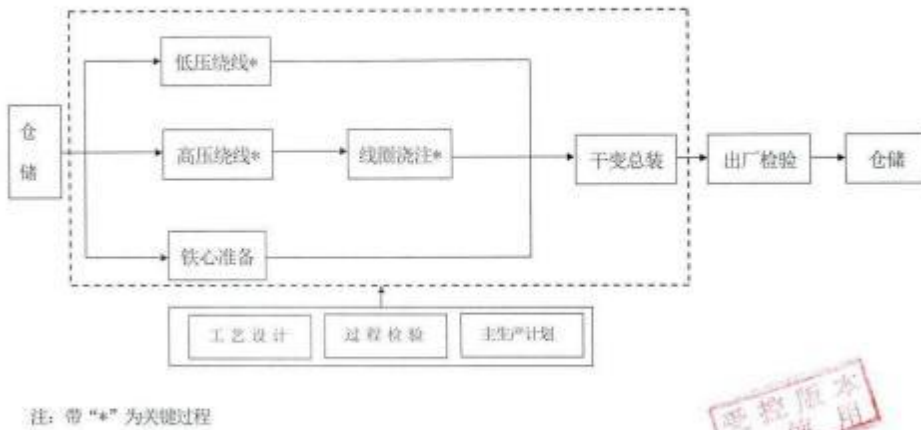 低压绕线*
仓储
高压绕线*
线圈浇注*
干变总装
出厂检验
仓储
铁心准备
工艺设计
过程检验
主生产计划
注：带“*”为关键过程
受控版本
用